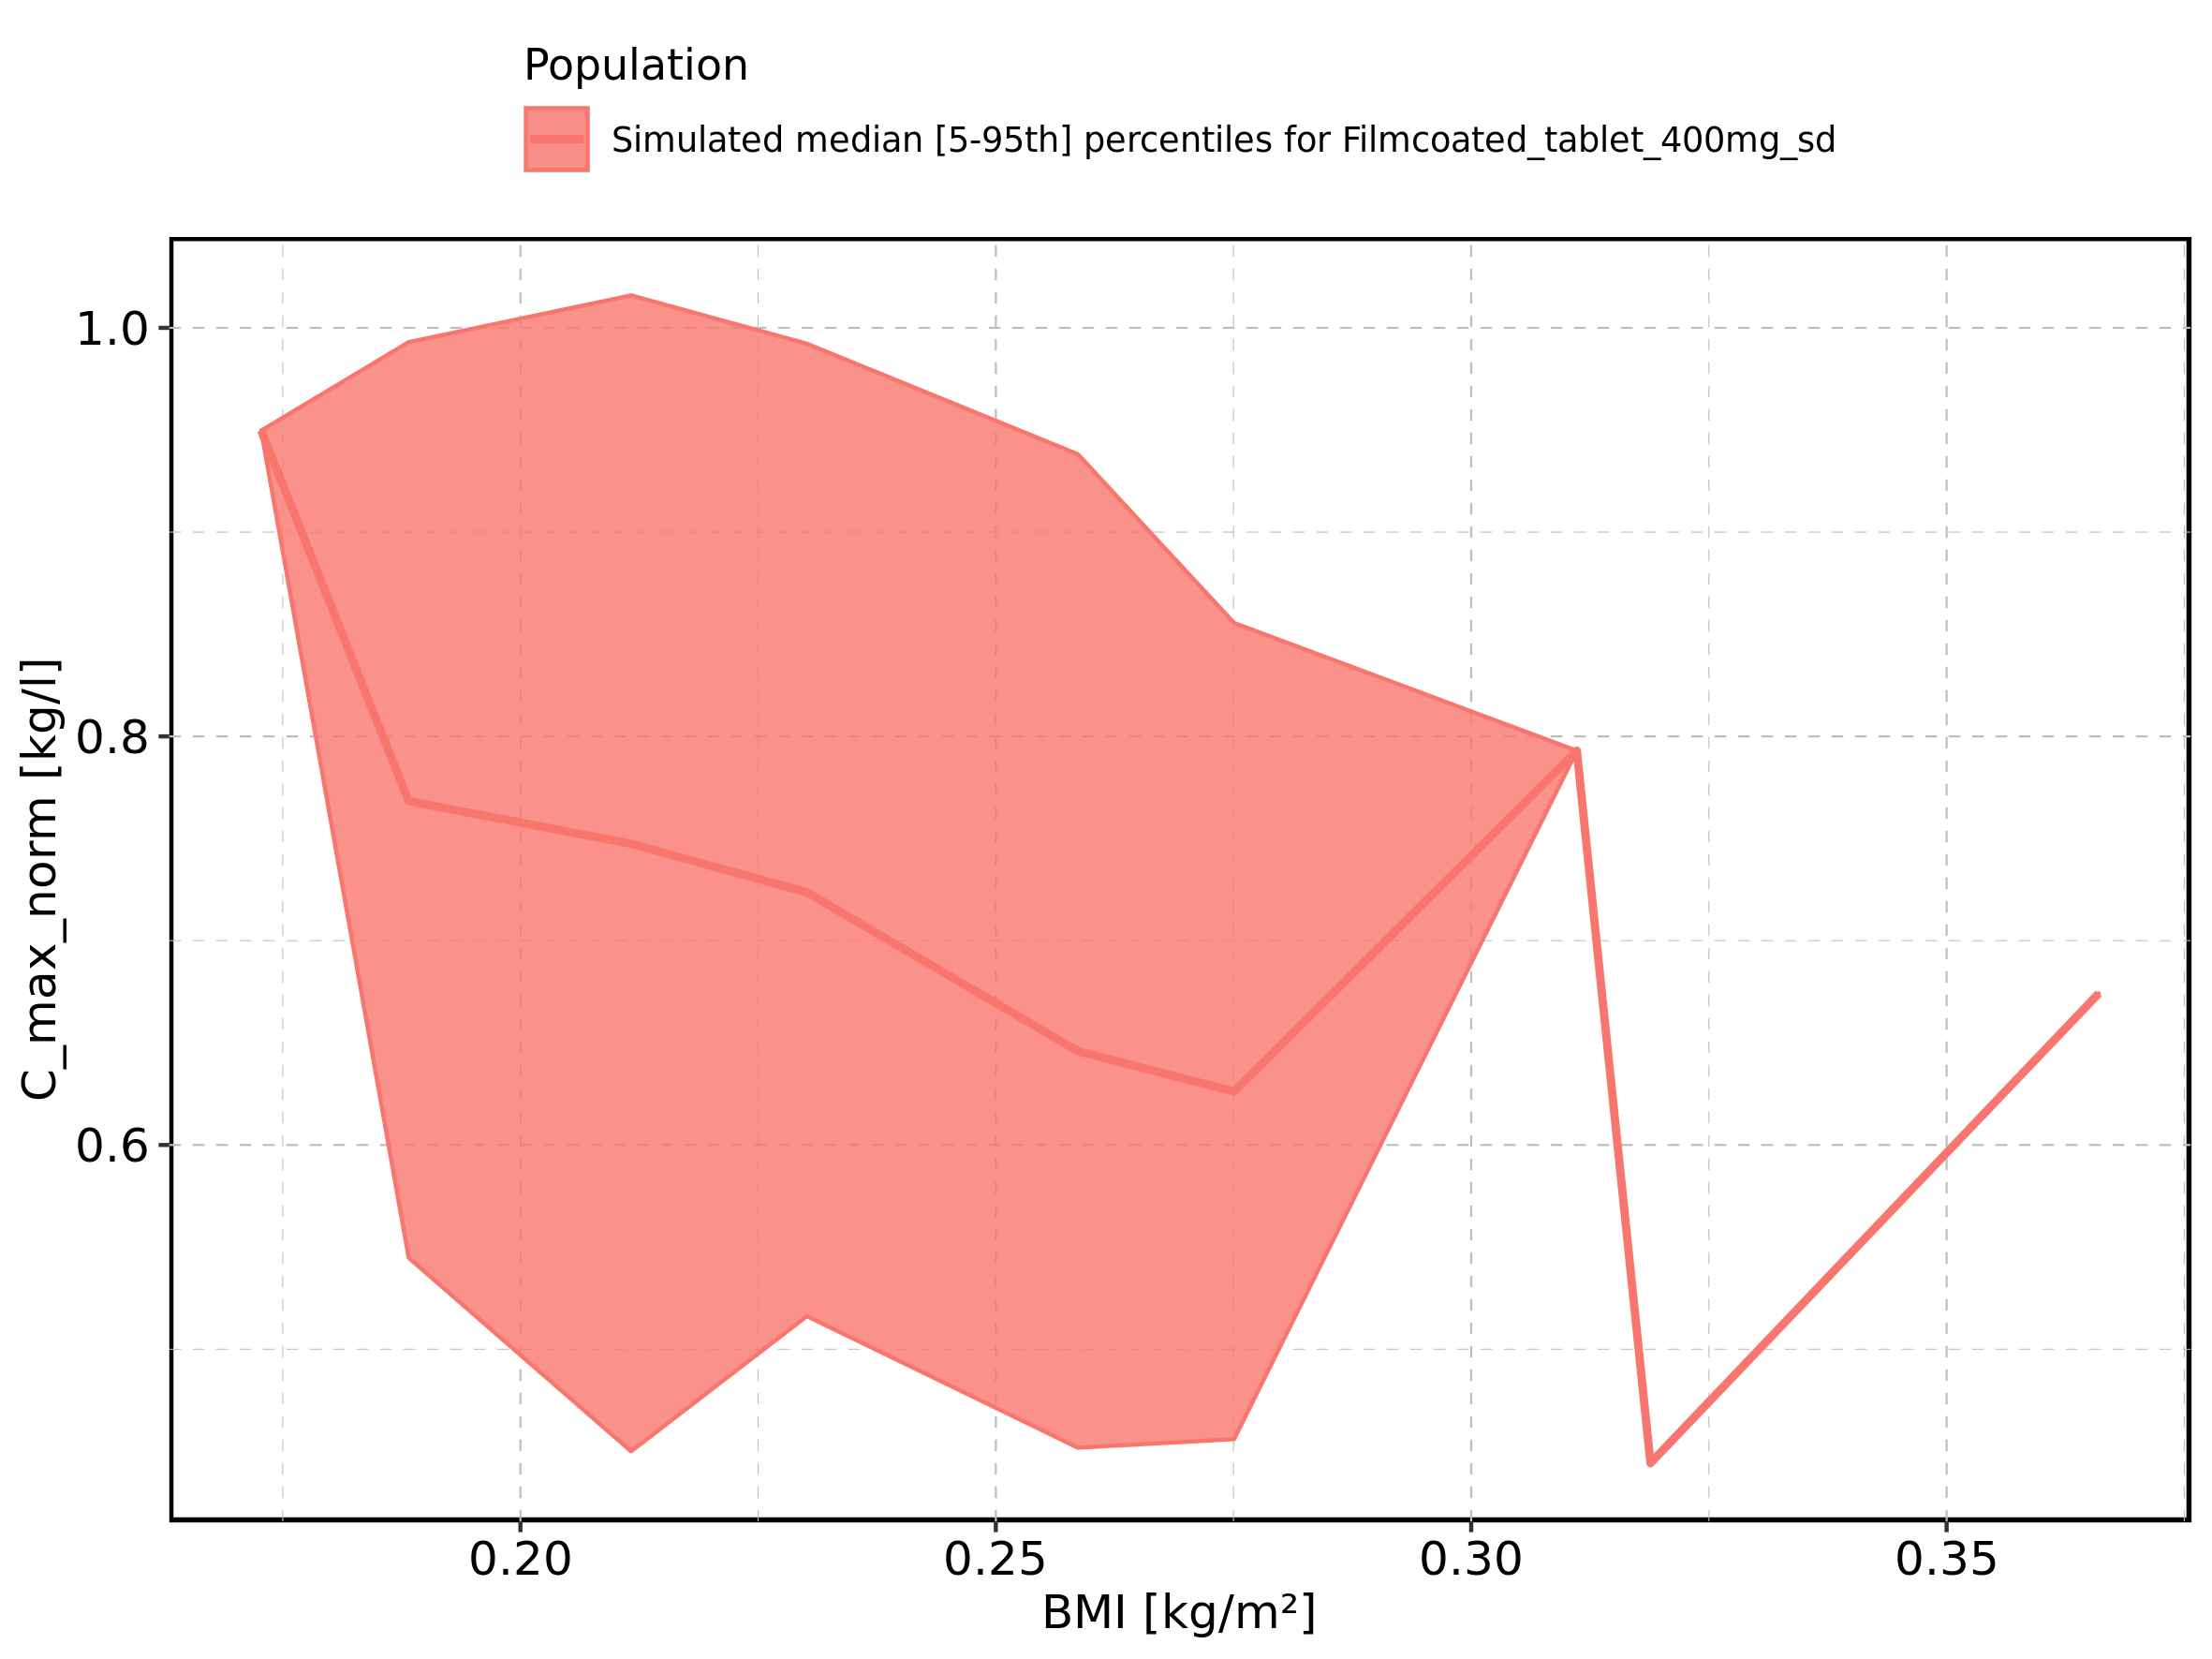 Population
Simulated median [5-95th] percentiles for Filmcoated_tablet_400mg_sd
C_max_norm [kg/l]
1.0
0.8
0.6
0.20 0.25 0.30 0.35
BMI [kg/m²]